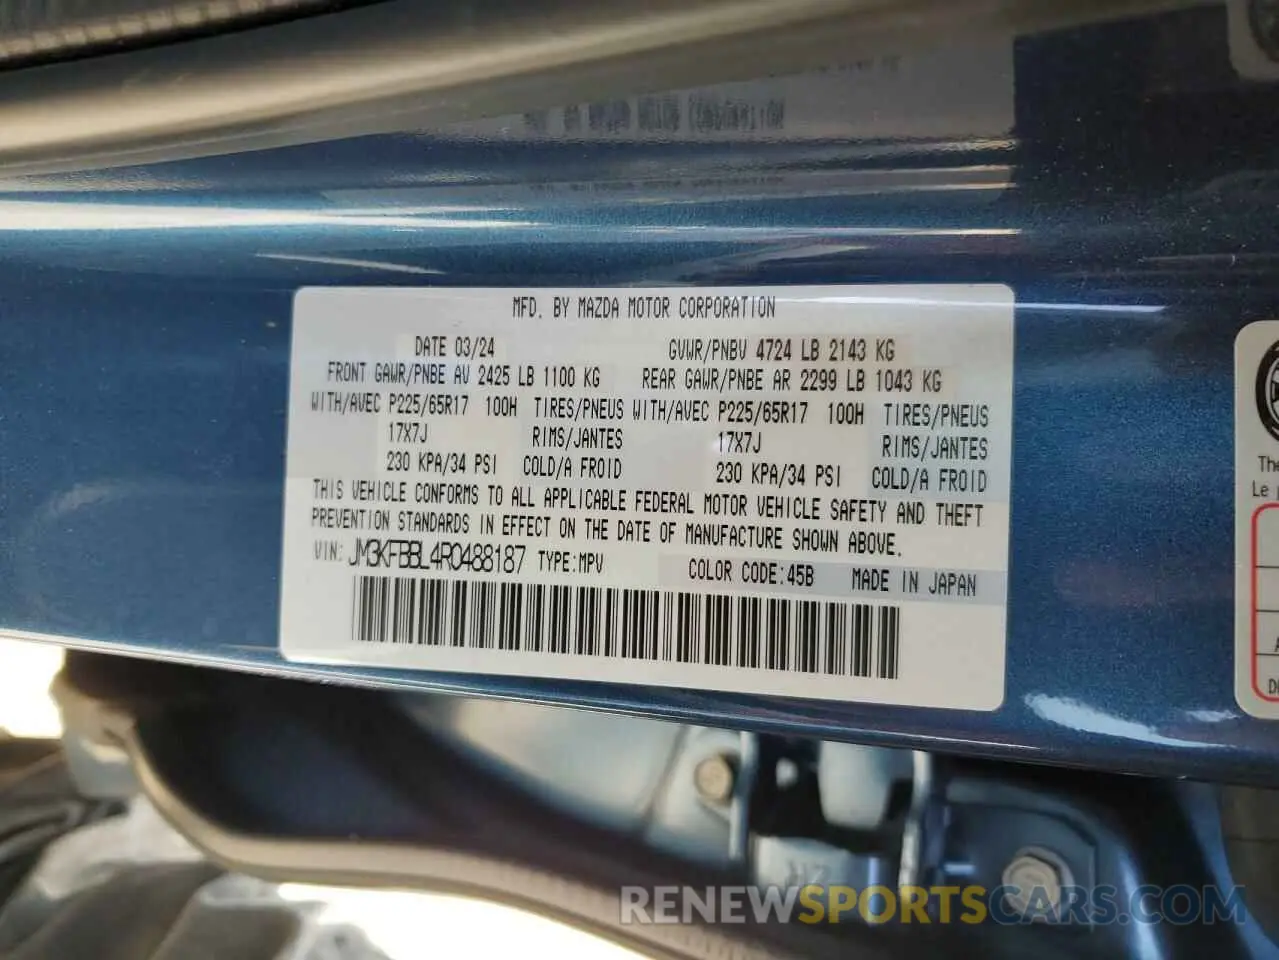 MFD. BY MAZDA MOTOR CORPORATION
DATE 03/24 GVWR/PNBV 4724 LB 2143 KG
FRONT GAWR/PNBE AV 2425 LB 1100 KG REAR GAWR/PNBE AR 2299 LB 1043 KG
WITH/AVEC P225/65R17 100H TIRES/PNEUS WITH/AVEC P225/65R17 100H TIRES/PNEUS
17X7J RIMS/JANTES 17X7J RIMS/JANTES
230 KPA/34 PSI COLD/A FROID 230 KPA/34 PSI COLD/A FROID
THIS VEHICLE CONFORMS TO ALL APPLICABLE FEDERAL MOTOR VEHICLE SAFETY AND THEFT
PREVENTION STANDARDS IN EFFECT ON THE DATE OF MANUFACTURE SHOWN ABOVE.
VIN: JM3KFBBL4R0488187 TYPE:MPV COLOR CODE:45B MADE IN JAPAN
The
Le
RENEWSPORTSCARS.COM